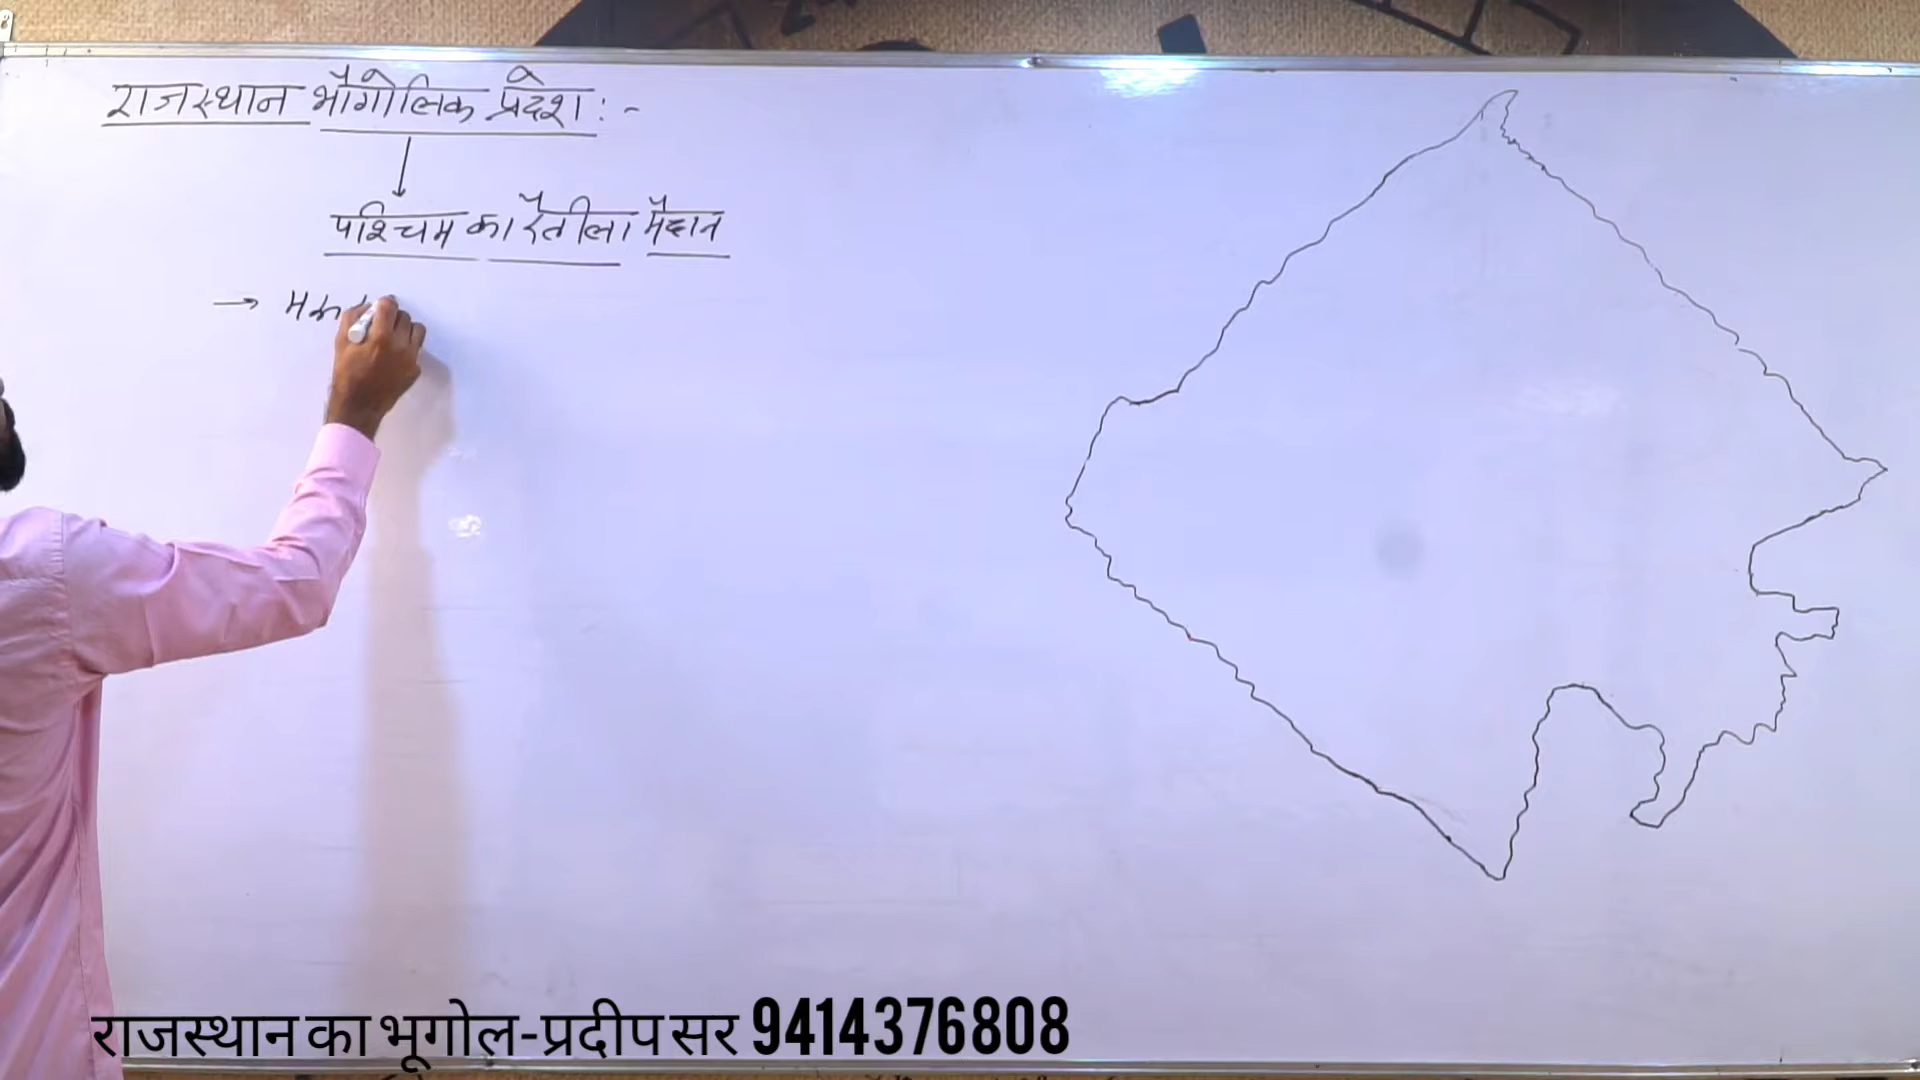 राजस्थान भौगोलिक प्रदेश : -
पश्चिम का रेतीला मैदान
→
राजस्थान का भूगोल-प्रदीप सर 9414376808